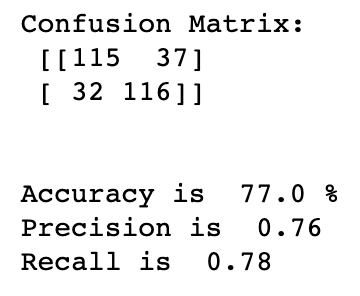 Confusion Matrix:
[[115  37]
[ 32 116]]
Accuracy is  77.0 %
Precision is  0.76
Recall is  0.78